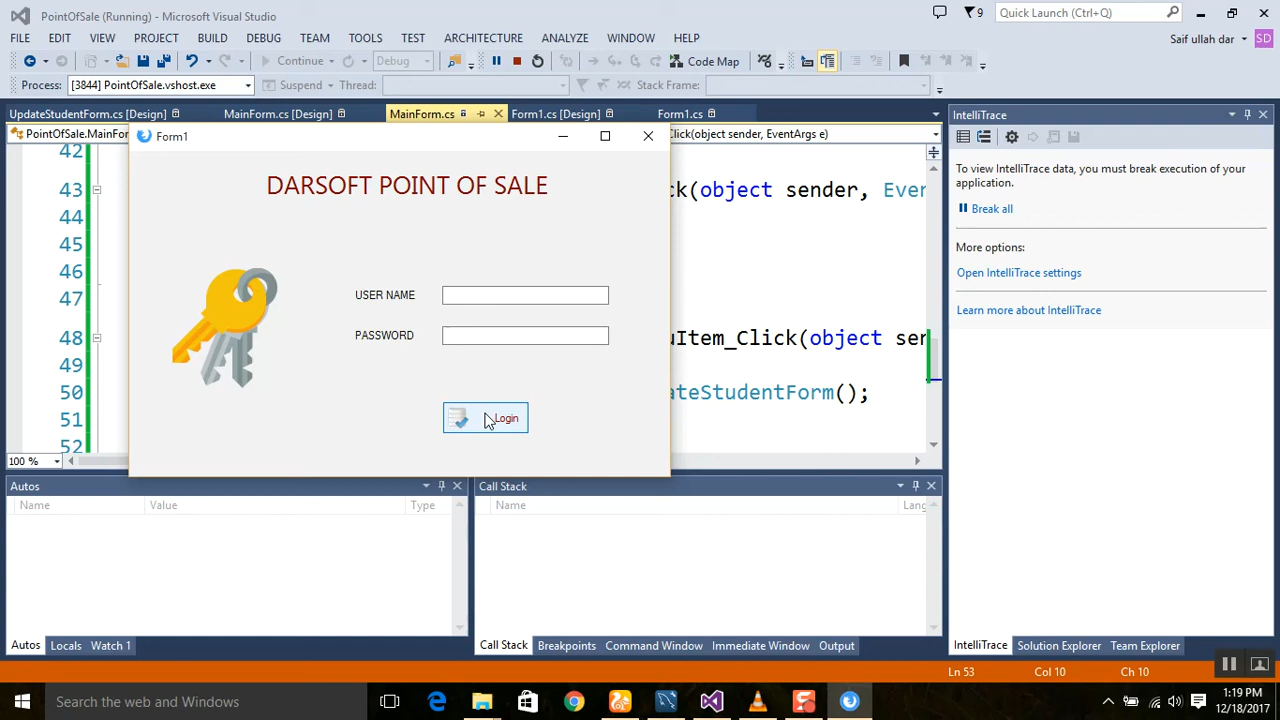 PointOfSale (Running) - Microsoft Visual Studio
9
Quick Launch (Ctrl+Q)
FILE EDIT VIEW PROJECT BUILD DEBUG TEAM TOOLS TEST ARCHITECTURE ANALYZE WINDOW HELP
Saif ullah dar
SD
Continue
Debug
Code Map
Process: [3844] PointOfSale.vshost.exe
Suspend
Thread:
Stack Frame:
UpdateStudentForm.cs [Design]
MainForm.cs [Design]
MainForm.cs
Form1.cs [Design]
Form1.cs
PointOfSale.MainFor
Click(object sender, EventArgs e)
Form1
DARSOFT POINT OF SALE
USER NAME
PASSWORD
Login
42
43
ck(object sender, Even
44
45
46
47
48
uItem_Click(object sen
49
50
ateStudentForm();
51
52
100 %
IntelliTrace
To view IntelliTrace data, you must break execution of your
application.
Break all
More options:
Open IntelliTrace settings
Learn more about IntelliTrace
Autos
Name Value Type
Call Stack
Name Lang
Autos Locals Watch 1
Call Stack Breakpoints Command Window Immediate Window Output
IntelliTrace Solution Explorer Team Explorer
Ln 53 Col 10 Ch 10
Search the web and Windows
1:19 PM
12/18/2017